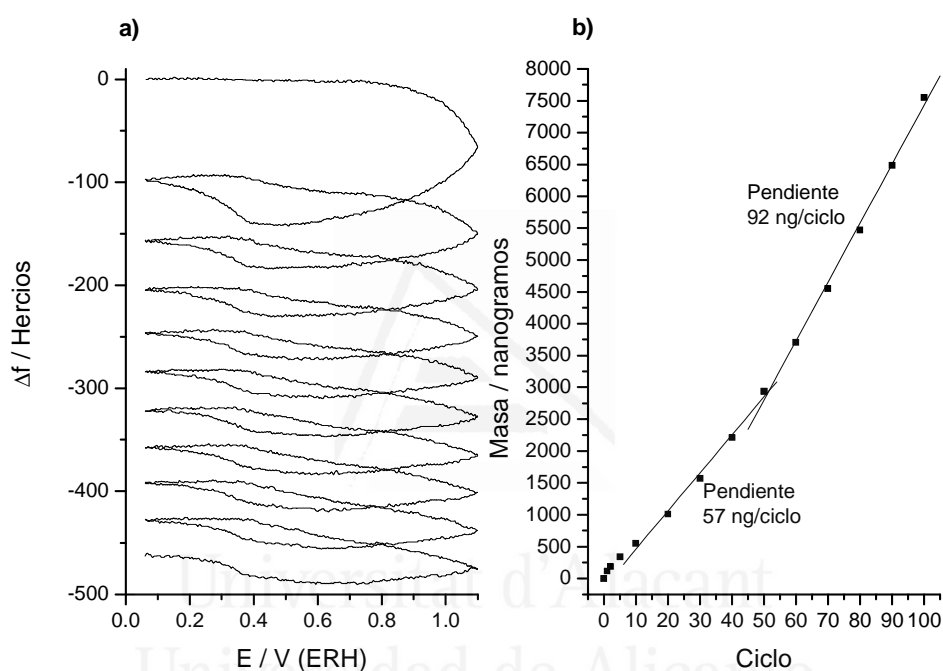 a)
0
-100
-200
-300
-400
-500
Δf / Hercios
0.0 0.2 0.4 0.6 0.8 1.0
E / V (ERH)
b)
8000
7500
7000
6500
6000
5500
5000
4500
4000
3500
3000
2500
2000
1500
1000
500
0
Masa / nanogramos
Pendiente
92 ng/ciclo
Pendiente
57 ng/ciclo
0 10 20 30 40 50 60 70 80 90 100
Ciclo
Universitat d'Alacant
Universidad de Alicante